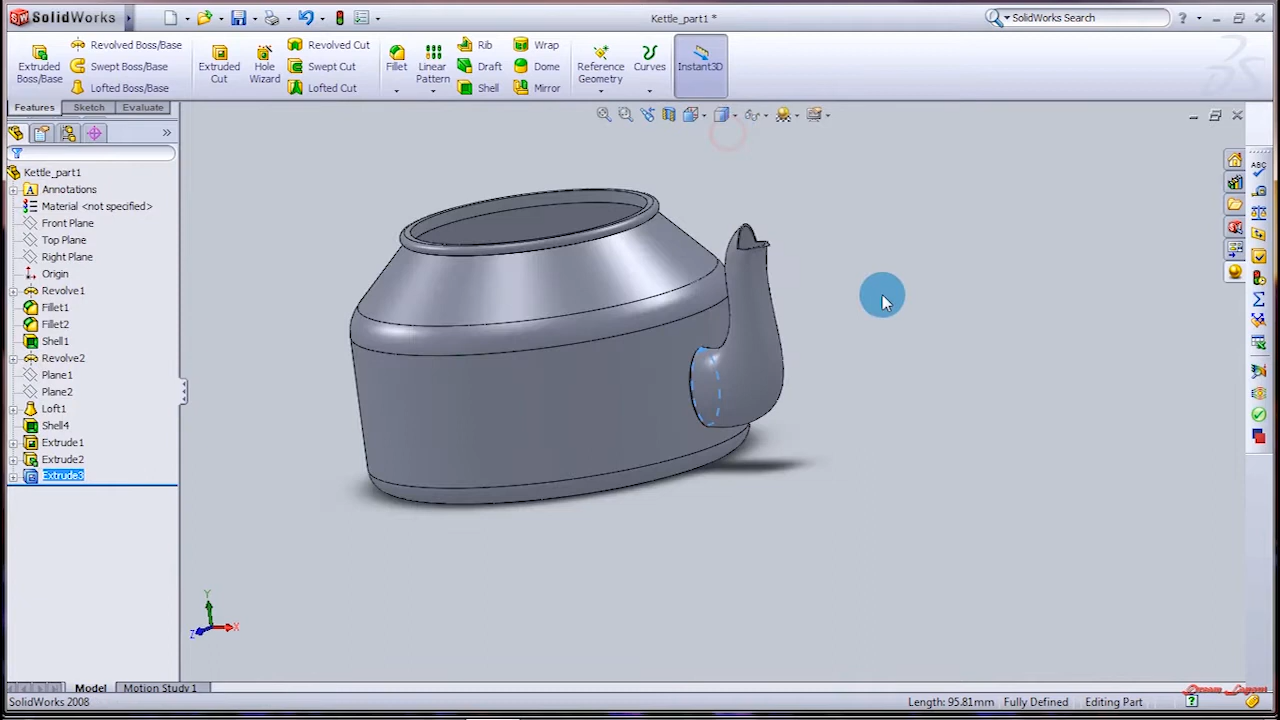 SolidWorks
Kettle_part1 *
SolidWorks Search
Extruded Boss/Base
Revolved Boss/Base
Swept Boss/Base
Lofted Boss/Base
Extruded Cut
Hole Wizard
Revolved Cut
Swept Cut
Lofted Cut
Fillet
Linear Pattern
Rib
Draft
Shell
Wrap
Dome
Mirror
Reference Geometry
Curves
Instant3D
Features
Sketch
Evaluate
Kettle_part1
Annotations
Material <not specified>
Front Plane
Top Plane
Right Plane
Origin
Revolve1
Fillet1
Fillet2
Shell1
Revolve2
Plane1
Plane2
Loft1
Shell4
Extrude1
Extrude2
Extrude3
ABC
Y
Z
X
Model
Motion Study 1
Dream Layout
SolidWorks 2008
Length: 95.81mm
Fully Defined
Editing Part